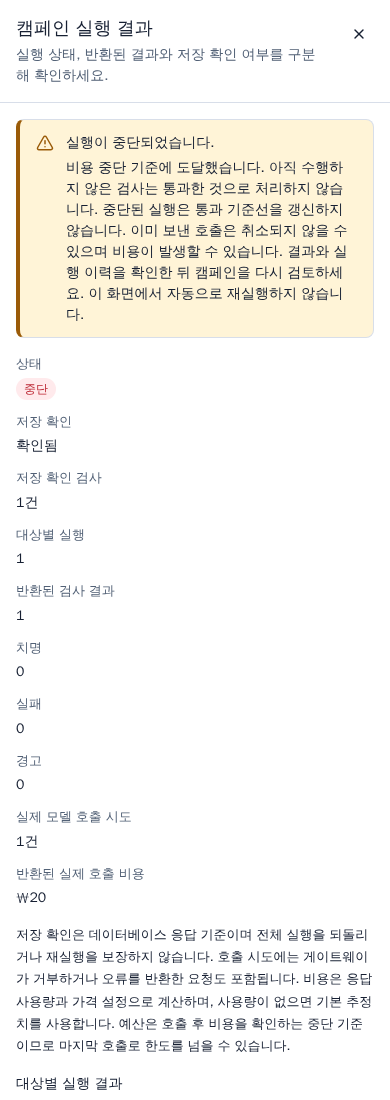 캠페인 실행 결과
실행 상태, 반환된 결과와 저장 확인 여부를 구분
해 확인하세요.
실행이 중단되었습니다.
비용 중단 기준에 도달했습니다. 아직 수행하
지 않은 검사는 통과한 것으로 처리하지 않습
니다. 중단된 실행은 통과 기준선을 갱신하지
않습니다. 이미 보낸 호출은 취소되지 않을 수
있으며 비용이 발생할 수 있습니다. 결과와 실
행 이력을 확인한 뒤 캠페인을 다시 검토하세
요. 이 화면에서 자동으로 재실행하지 않습니
다.
상태
중단
저장 확인
확인됨
저장 확인 검사
1건
대상별 실행
1
반환된 검사 결과
1
치명
0
실패
0
경고
0
실제 모델 호출 시도
1건
반환된 실제 호출 비용
₩20
저장 확인은 데이터베이스 응답 기준이며 전체 실행을 되돌리
거나 재실행을 보장하지 않습니다. 호출 시도에는 게이트웨이
가 거부하거나 오류를 반환한 요청도 포함됩니다. 비용은 응답
사용량과 가격 설정으로 계산하며, 사용량이 없으면 기본 추정
치를 사용합니다. 예산은 호출 후 비용을 확인하는 중단 기준
이므로 마지막 호출로 한도를 넘을 수 있습니다.
대상별 실행 결과